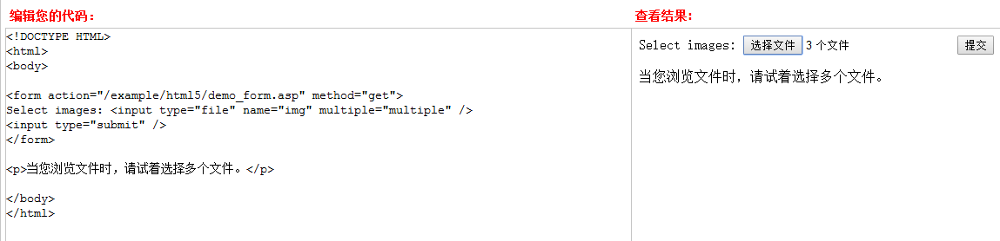 编辑您的代码：
<!DOCTYPE HTML>
<html>
<body>
<form action="/example/html5/demo_form.asp" method="get">
Select images: <input type="file" name="img" multiple="multiple" />
<input type="submit" />
</form>
<p>当您浏览文件时，请试着选择多个文件。</p>
</body>
</html>
查看结果:
Select images: 选择文件 3 个文件 提交
当您浏览文件时，请试着选择多个文件。